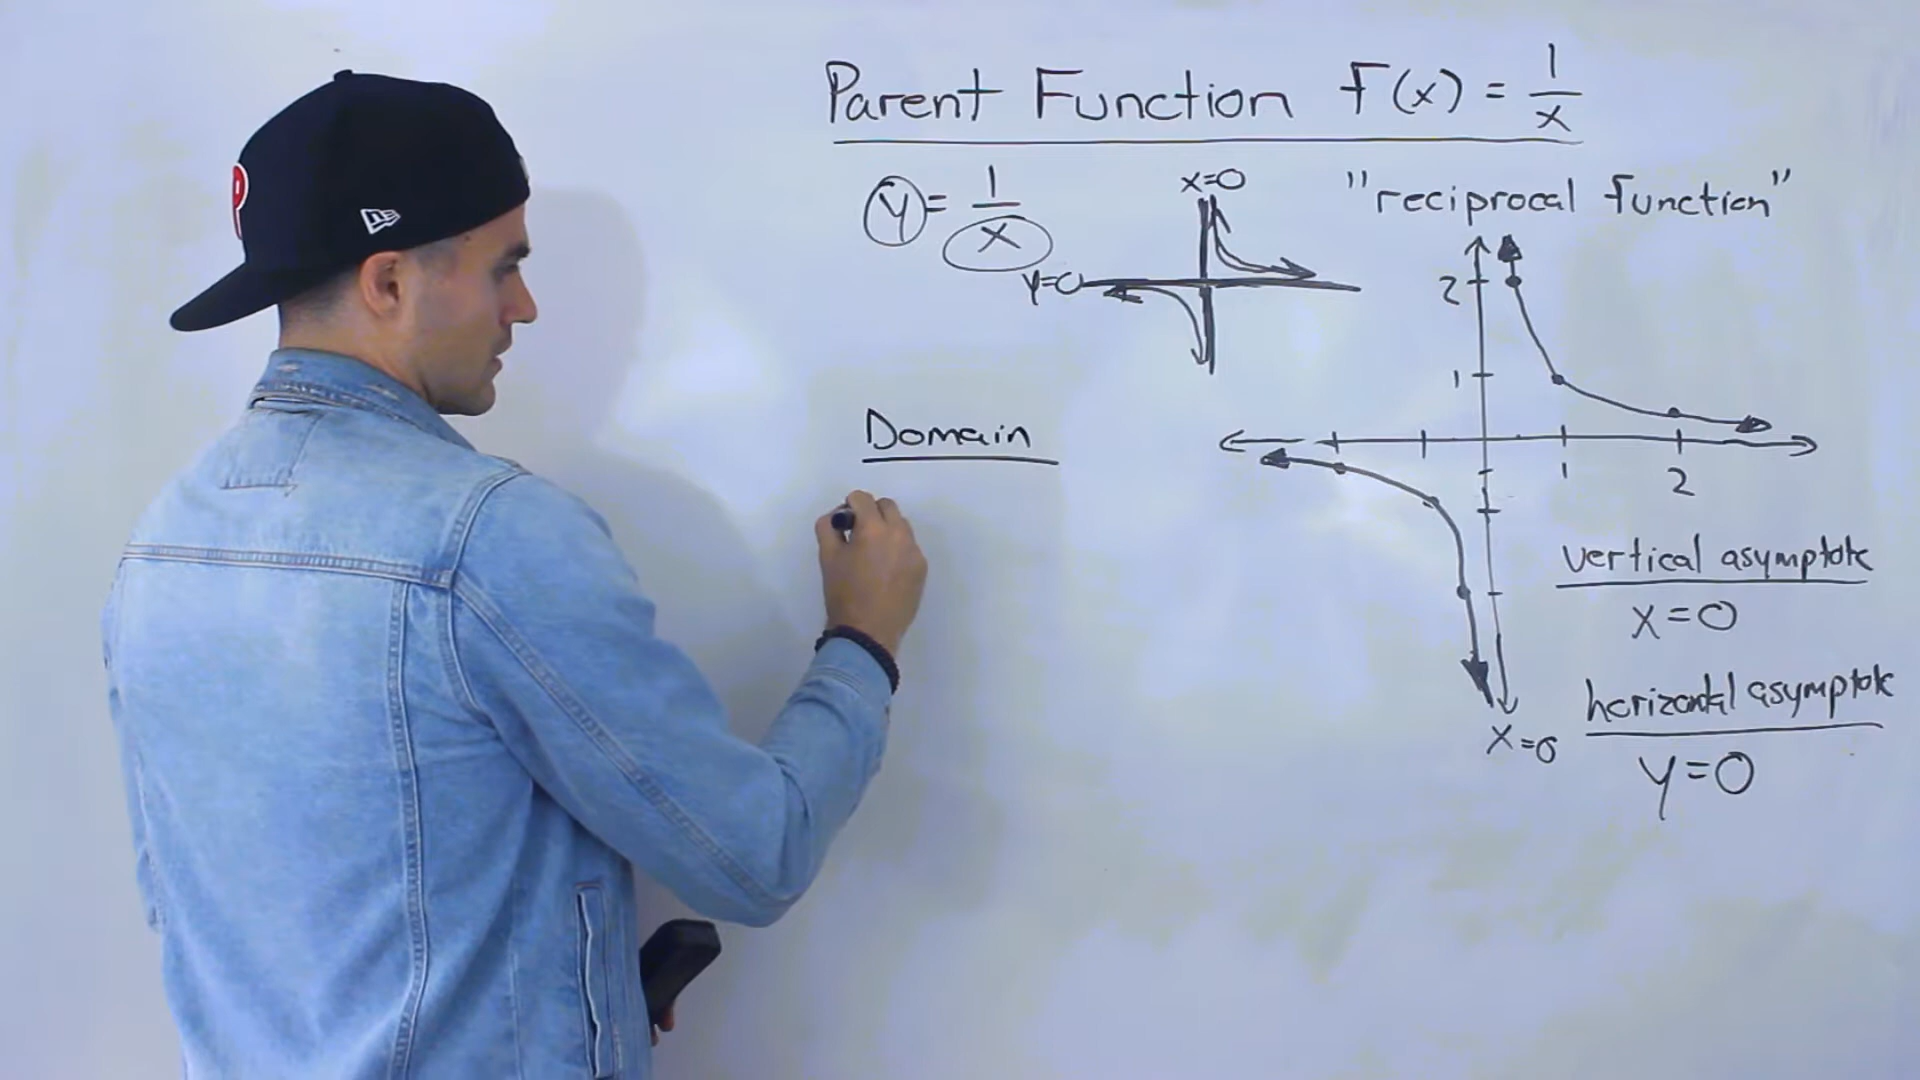 Parent Function f(x) = 1/x
y = 1/x
x=0
"reciprocal function"
y=0
2
1
Domain
1
2
vertical asymptote
x=0
horizontal asymptote
x=0
y=0
P